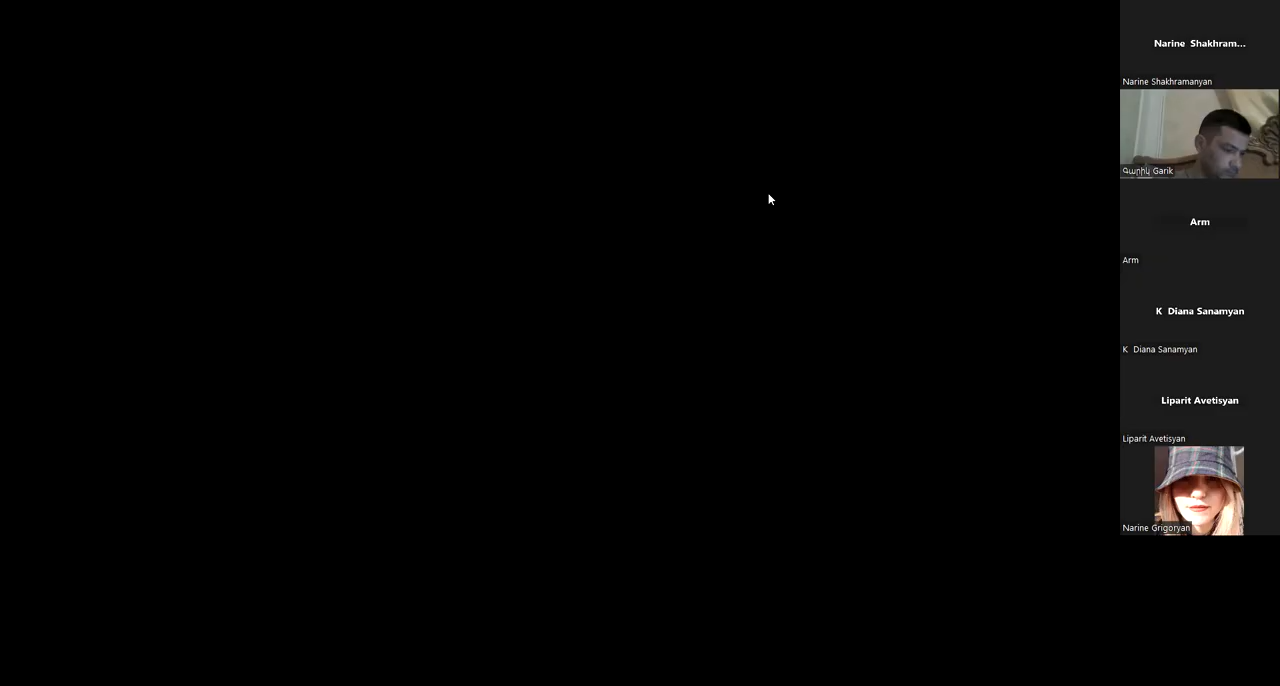 Narine Shakhram...
Narine Shakhramanyan
Գարիկ Garik
Arm
Arm
K Diana Sanamyan
K Diana Sanamyan
Liparit Avetisyan
Liparit Avetisyan
Narine Grigoryan